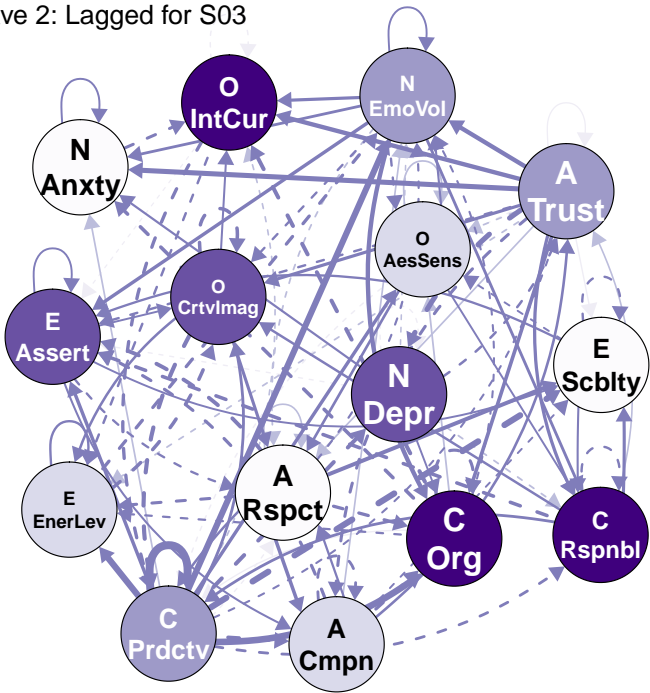 ve 2: Lagged for S03
N
EmoVol
O
IntCur
N
Anxty
A
Trust
O
AesSens
O
CrtvImag
E
Assert
E
Scblty
N
Depr
E
EnerLev
A
Rspct
C
Org
C
Rspnbl
C
Prdctv
A
Cmpn